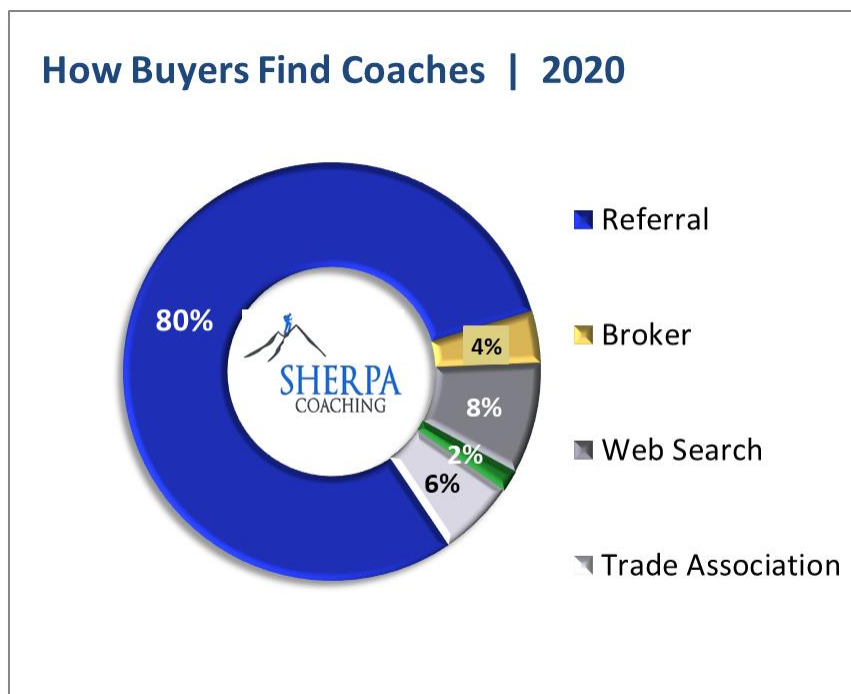 How Buyers Find Coaches | 2020
Referral
80%
Broker
4%
SHERPA
COACHING
8%
Web Search
2%
6%
Trade Association